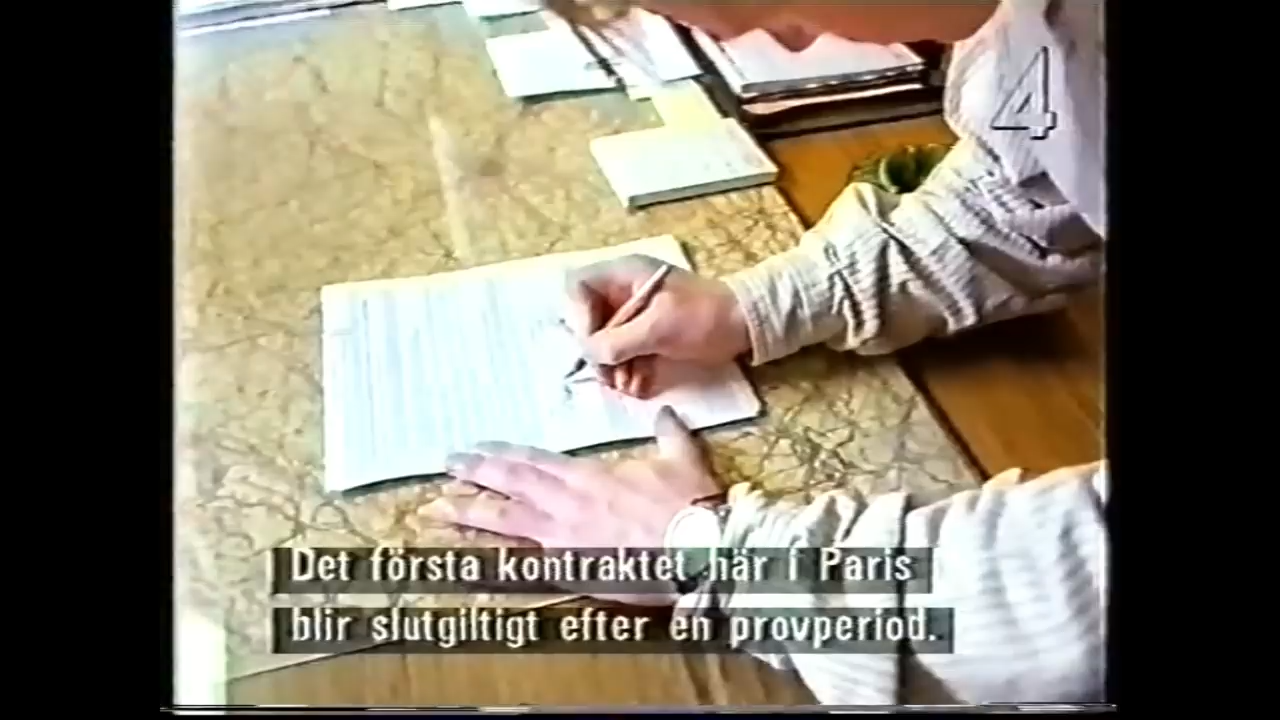 4
Det första kontraktet här i Paris
blir slutgiltigt efter en provperiod.